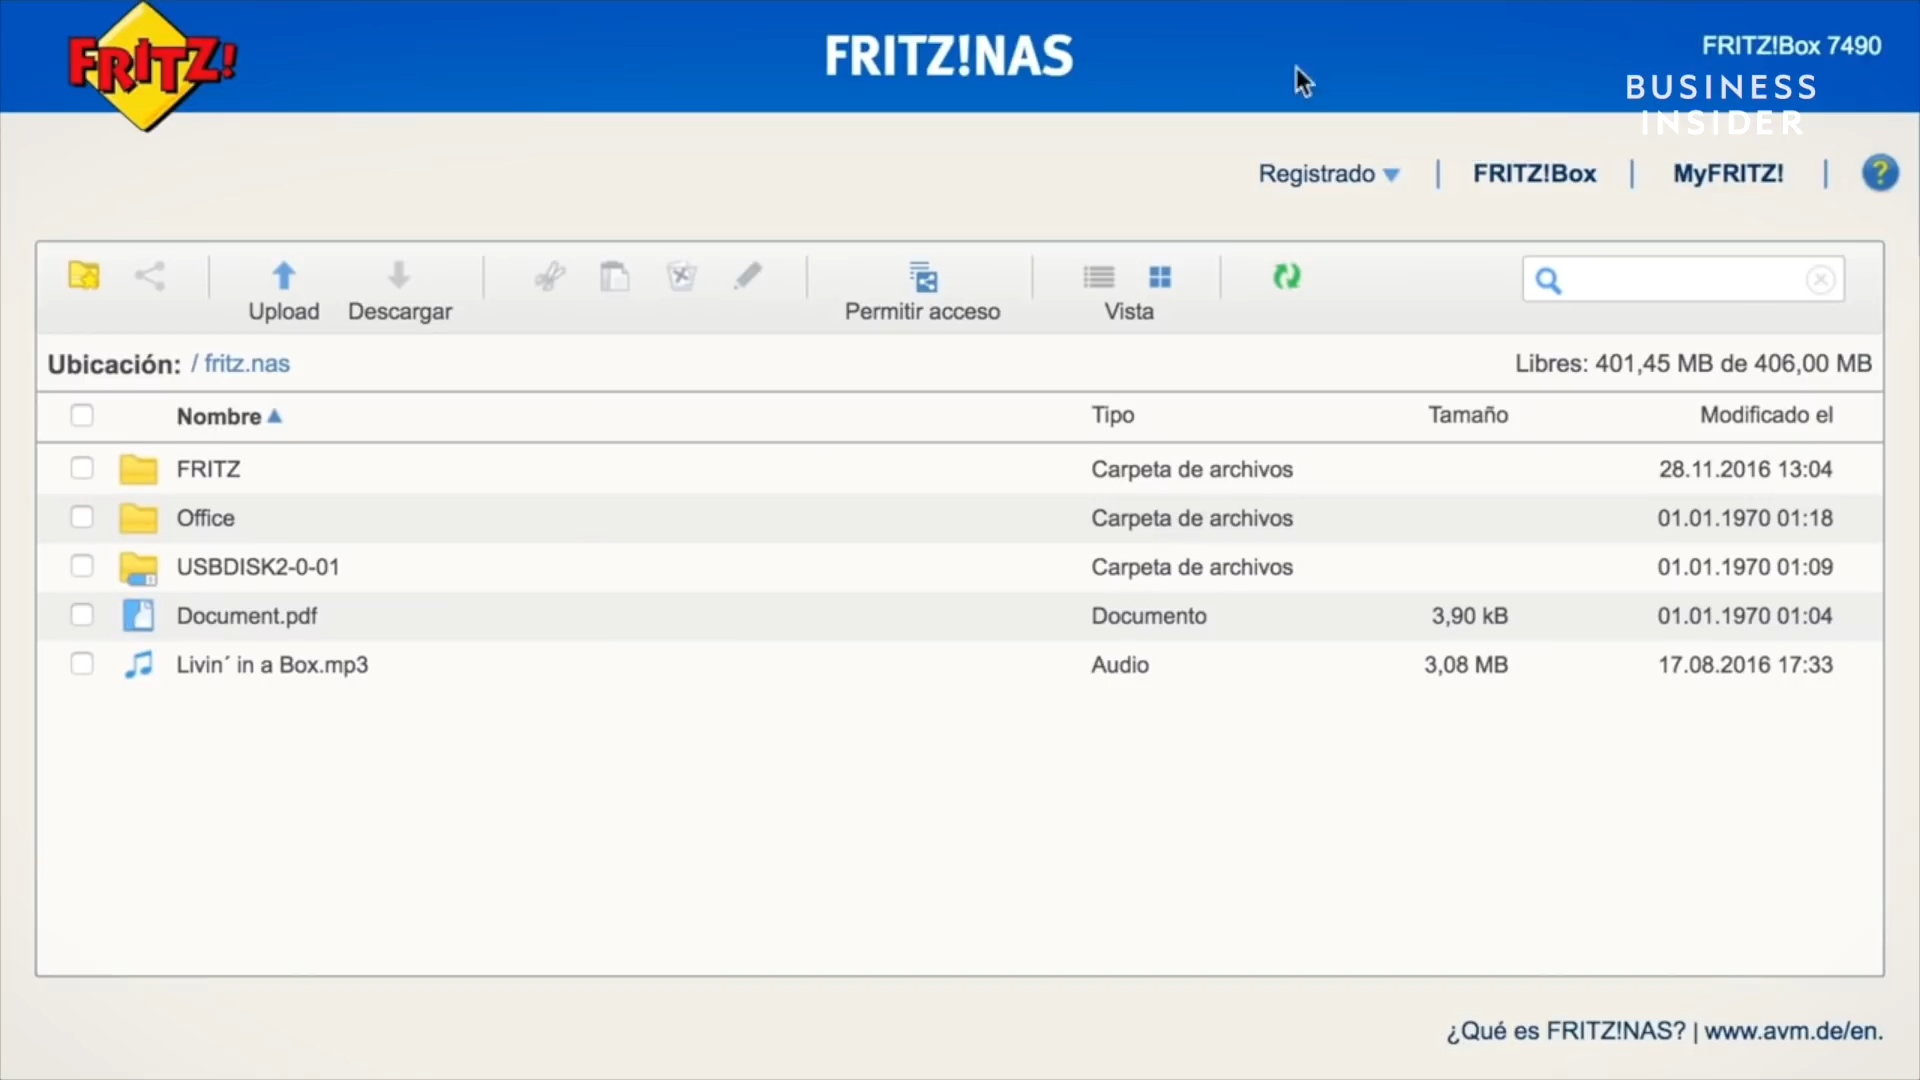 FRITZ!
FRITZ!NAS
FRITZ!Box 7490
BUSINESS
INSIDER
Registrado
FRITZ!Box
MyFRITZ!
?
Upload
Descargar
Permitir acceso
Vista
Ubicación: / fritz.nas
Libres: 401,45 MB de 406,00 MB
Nombre Tipo Tamaño Modificado el
FRITZ Carpeta de archivos 28.11.2016 13:04
Office Carpeta de archivos 01.01.1970 01:18
USBDISK2-0-01 Carpeta de archivos 01.01.1970 01:09
Document.pdf Documento 3,90 kB 01.01.1970 01:04
Livin´ in a Box.mp3 Audio 3,08 MB 17.08.2016 17:33
¿Qué es FRITZ!NAS? | www.avm.de/en.